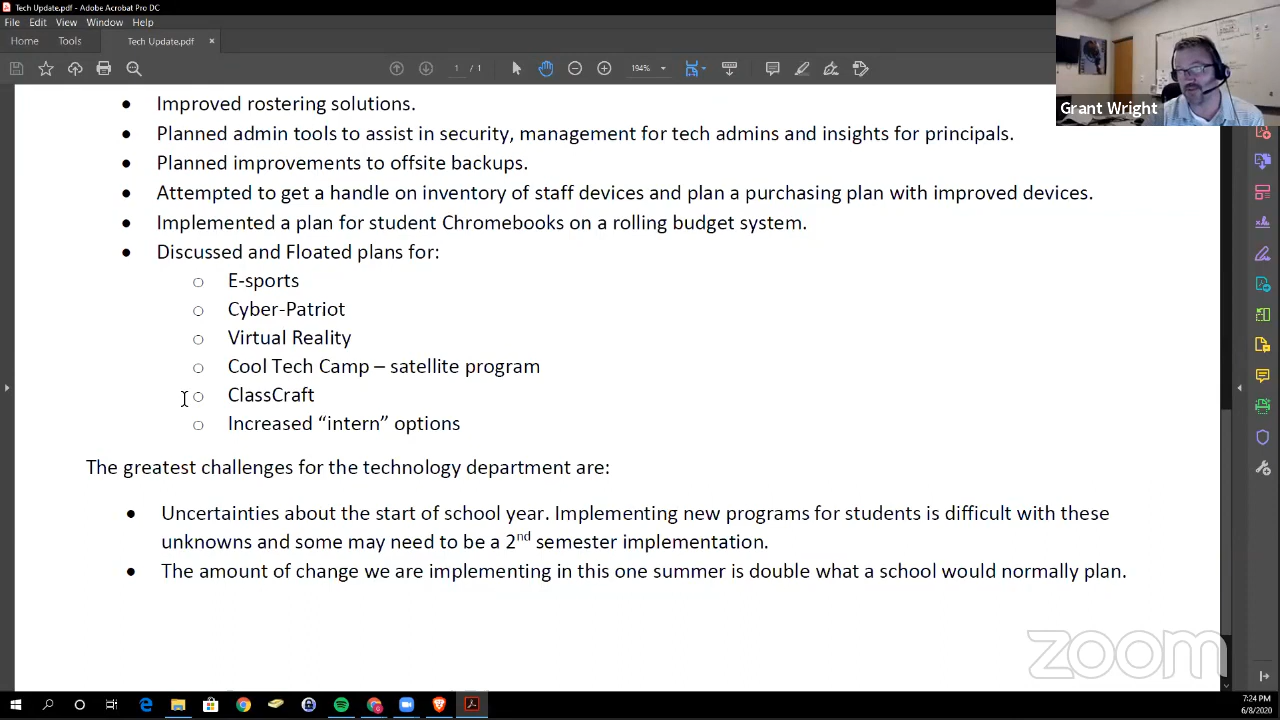 Tech Update.pdf - Adobe Acrobat Pro DC
File Edit View Window Help
Home Tools Tech Update.pdf ×
1 / 1 194%
Grant Wright
• Improved rostering solutions.
• Planned admin tools to assist in security, management for tech admins and insights for principals.
• Planned improvements to offsite backups.
• Attempted to get a handle on inventory of staff devices and plan a purchasing plan with improved devices.
• Implemented a plan for student Chromebooks on a rolling budget system.
• Discussed and Floated plans for:
○ E-sports
○ Cyber-Patriot
○ Virtual Reality
○ Cool Tech Camp – satellite program
○ ClassCraft
○ Increased “intern” options
The greatest challenges for the technology department are:
• Uncertainties about the start of school year. Implementing new programs for students is difficult with these
unknowns and some may need to be a 2nd semester implementation.
• The amount of change we are implementing in this one summer is double what a school would normally plan.
zoom
7:24 PM
6/8/2020